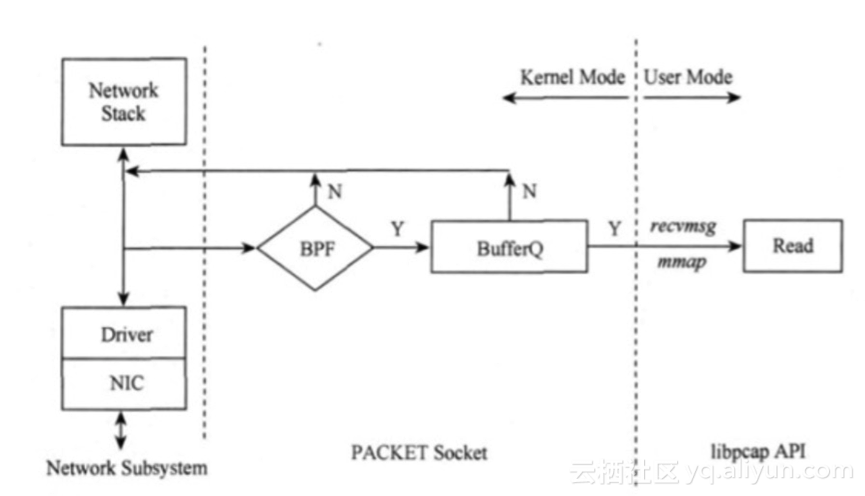 Kernel Mode
User Mode
Network
Stack
N
N
BPF
Y
BufferQ
Y
recvmsg
mmap
Read
Driver
NIC
Network Subsystem
PACKET Socket
libpcap API
云栖社区 yq.aliyun.com